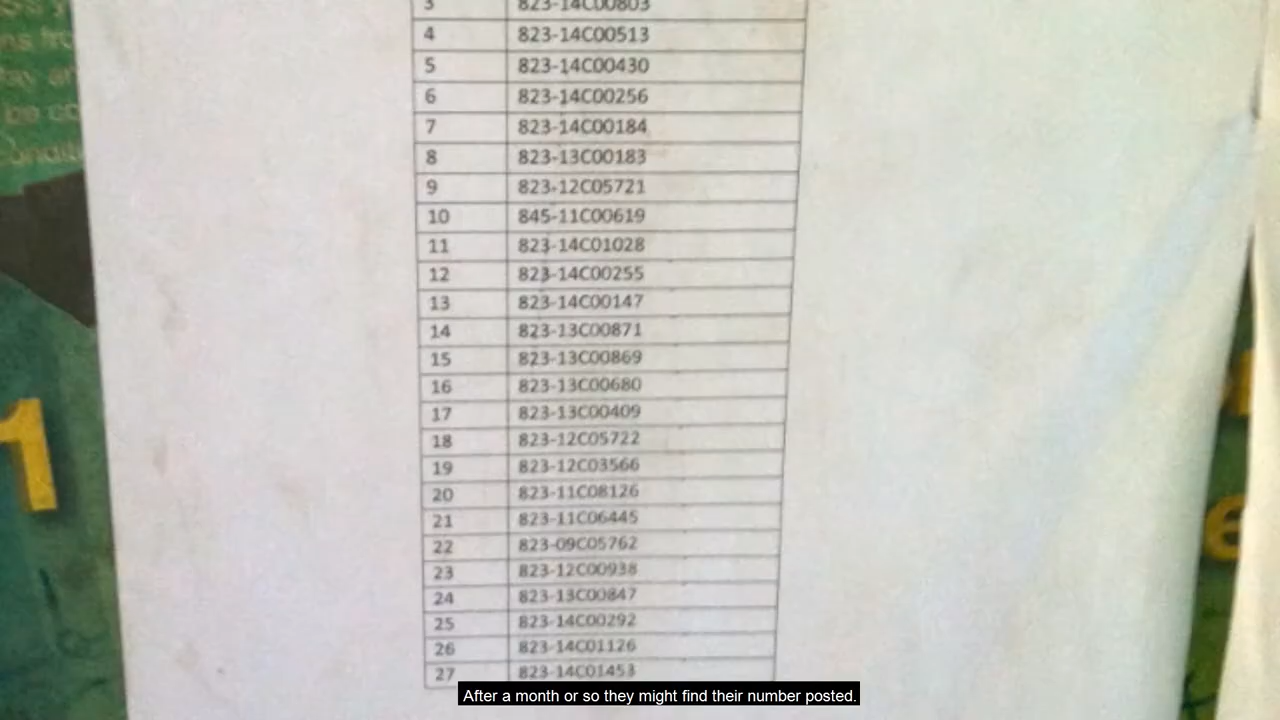 3 823-14C00803
4 823-14C00513
5 823-14C00430
6 823-14C00256
7 823-14C00184
8 823-13C00183
9 823-12C05721
10 845-11C00619
11 823-14C01028
12 823-14C00255
13 823-14C00147
14 823-13C00871
15 823-13C00869
16 823-13C00680
17 823-13C00409
18 823-12C05722
19 823-12C03566
20 823-11C08126
21 823-11C06445
22 823-09C05762
23 823-12C00938
24 823-13C00847
25 823-14C00292
26 823-14C01126
27 823-14C01453
After a month or so they might find their number posted.
1